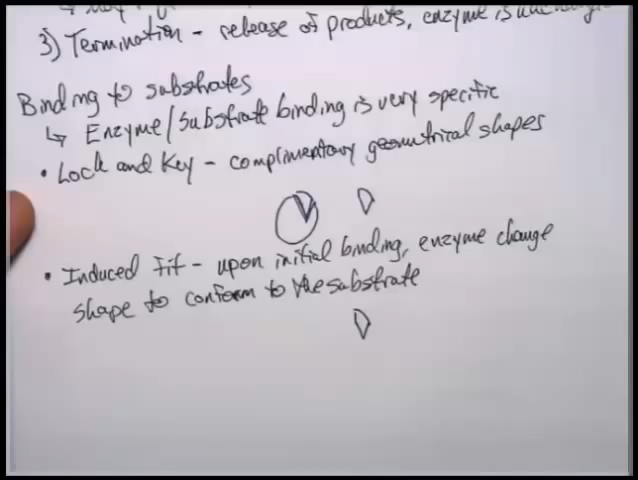 3) Termination - release of products, enzyme is unchanged
Binding to substrates
↳ Enzyme/Substrate binding is very specific
• Lock and Key - complimentary geometrical shapes
• Induced Fit - upon initial binding, enzyme change
shape to conform to the substrate